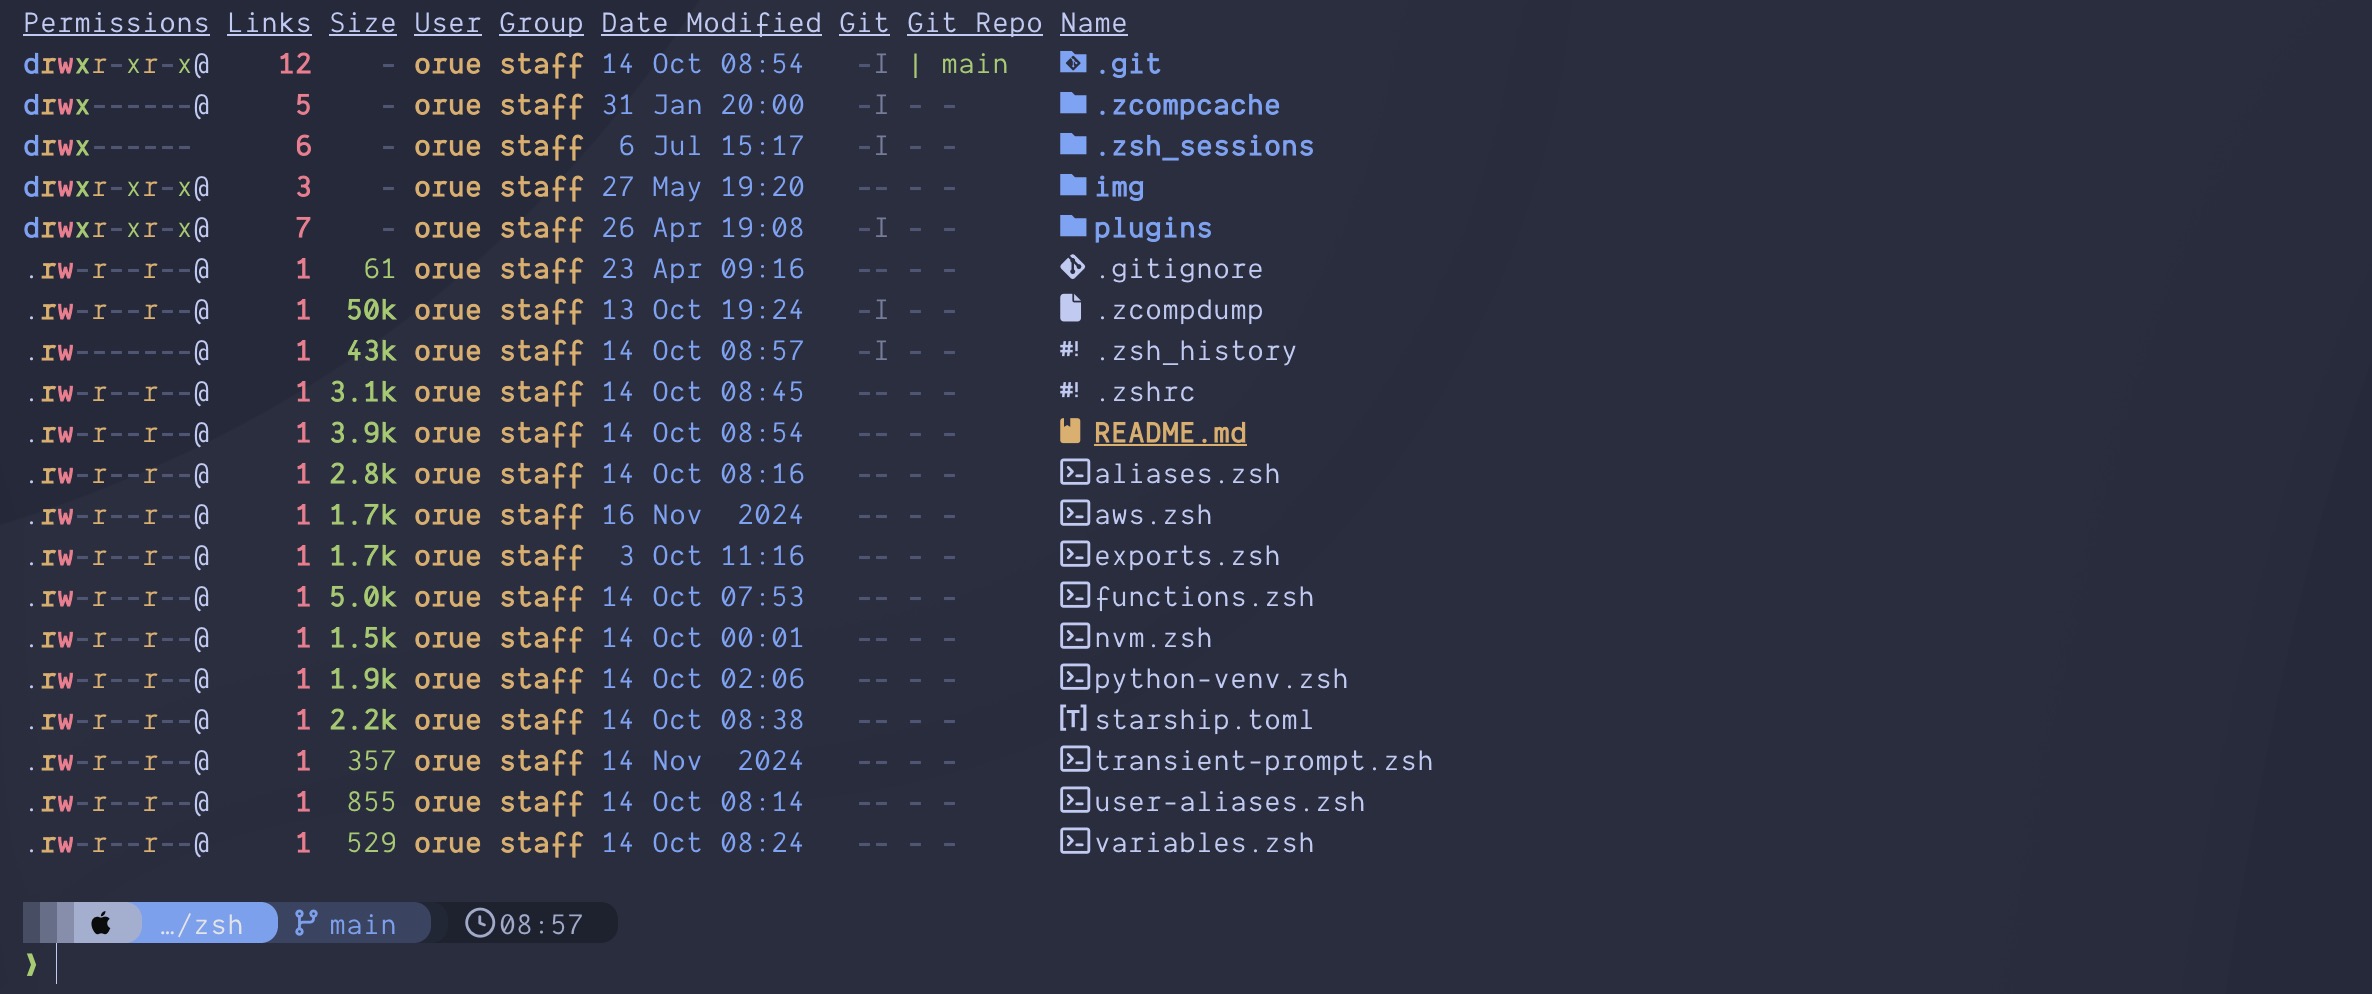 Permissions Links Size User Group Date Modified Git Git Repo Name
drwxr-xr-x@ 12 - orue staff 14 Oct 08:54 -I | main .git
drwx------@ 5 - orue staff 31 Jan 20:00 -I - - .zcompcache
drwx------ 6 - orue staff 6 Jul 15:17 -I - - .zsh_sessions
drwxr-xr-x@ 3 - orue staff 27 May 19:20 -- - - img
drwxr-xr-x@ 7 - orue staff 26 Apr 19:08 -I - - plugins
.rw-r--r--@ 1 61 orue staff 23 Apr 09:16 -- - - .gitignore
.rw-r--r--@ 1 50k orue staff 13 Oct 19:24 -I - - .zcompdump
.rw-------@ 1 43k orue staff 14 Oct 08:57 -I - - #! .zsh_history
.rw-r--r--@ 1 3.1k orue staff 14 Oct 08:45 -- - - #! .zshrc
.rw-r--r--@ 1 3.9k orue staff 14 Oct 08:54 -- - - README.md
.rw-r--r--@ 1 2.8k orue staff 14 Oct 08:16 -- - - aliases.zsh
.rw-r--r--@ 1 1.7k orue staff 16 Nov 2024 -- - - aws.zsh
.rw-r--r--@ 1 1.7k orue staff 3 Oct 11:16 -- - - exports.zsh
.rw-r--r--@ 1 5.0k orue staff 14 Oct 07:53 -- - - functions.zsh
.rw-r--r--@ 1 1.5k orue staff 14 Oct 00:01 -- - - nvm.zsh
.rw-r--r--@ 1 1.9k orue staff 14 Oct 02:06 -- - - python-venv.zsh
.rw-r--r--@ 1 2.2k orue staff 14 Oct 08:38 -- - - [T] starship.toml
.rw-r--r--@ 1 357 orue staff 14 Nov 2024 -- - - transient-prompt.zsh
.rw-r--r--@ 1 855 orue staff 14 Oct 08:14 -- - - user-aliases.zsh
.rw-r--r--@ 1 529 orue staff 14 Oct 08:24 -- - - variables.zsh
…/zsh main 08:57
❯